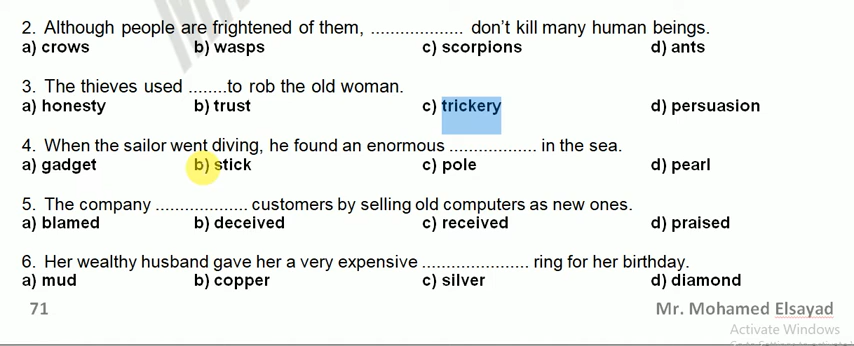 2. Although people are frightened of them, ................... don't kill many human beings.
a) crows b) wasps c) scorpions d) ants
3. The thieves used ........to rob the old woman.
a) honesty b) trust c) trickery d) persuasion
4. When the sailor went diving, he found an enormous ................. in the sea.
a) gadget b) stick c) pole d) pearl
5. The company .................. customers by selling old computers as new ones.
a) blamed b) deceived c) received d) praised
6. Her wealthy husband gave her a very expensive ..................... ring for her birthday.
a) mud b) copper c) silver d) diamond
71 Mr. Mohamed Elsayad
Activate Windows